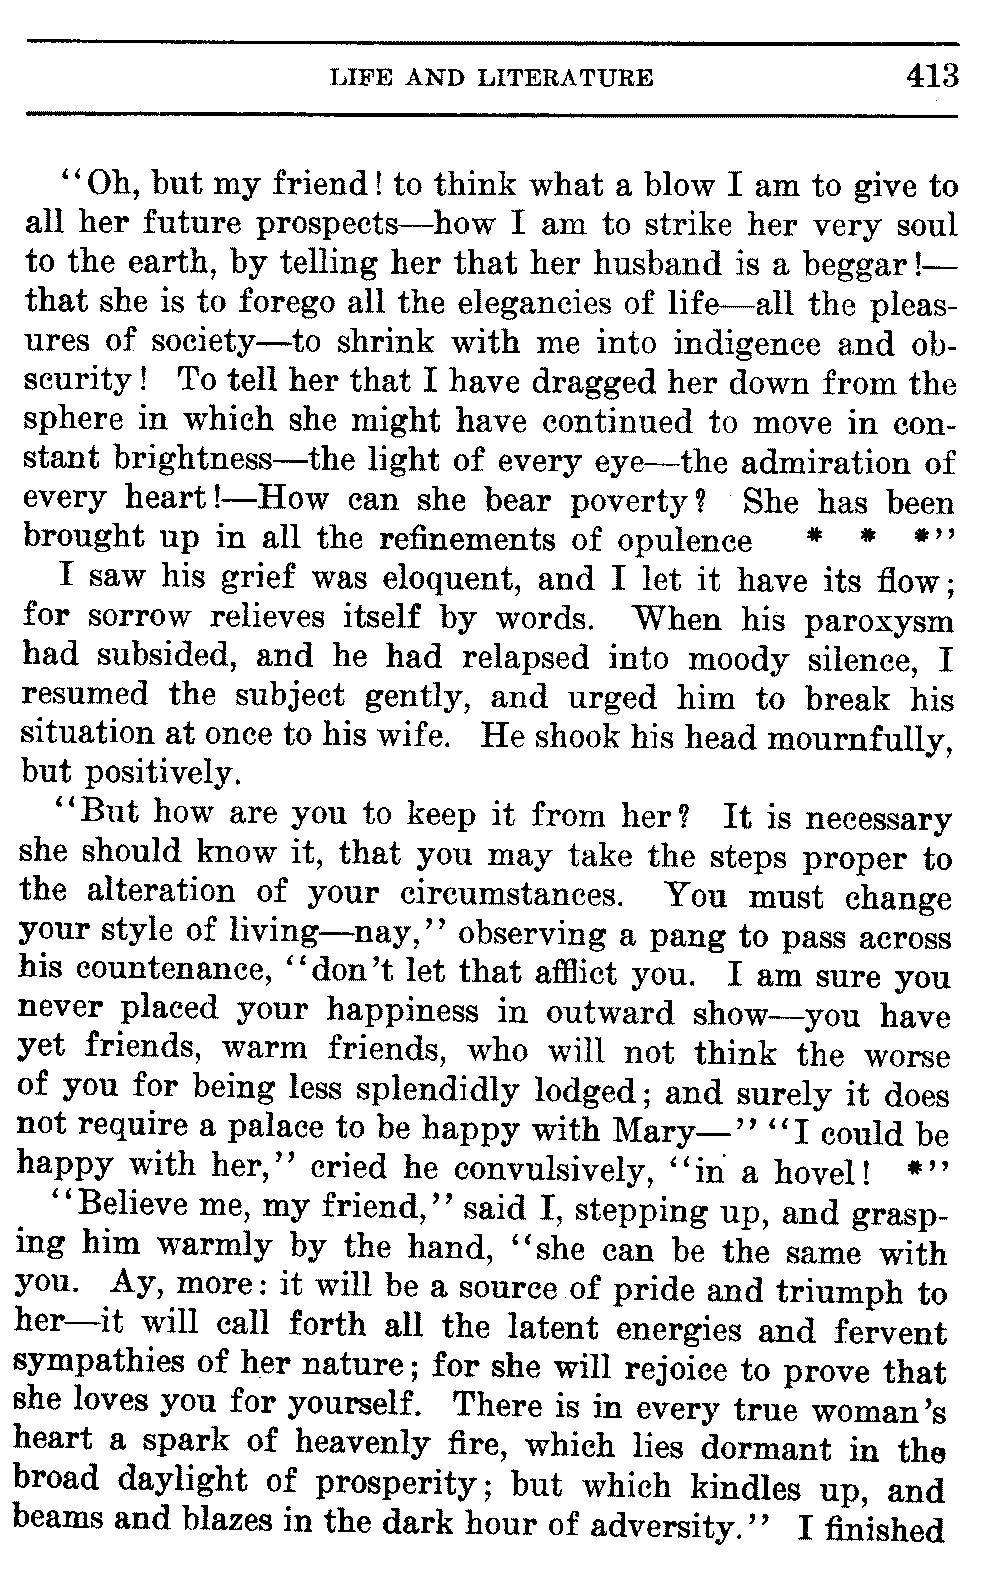 LIFE AND LITERATURE 413
“Oh, but my friend! to think what a blow I am to give to
all her future prospects—how I am to strike her very soul
to the earth, by telling her that her husband is a beggar!—
that she is to forego all the elegancies of life—all the pleas-
ures of society—to shrink with me into indigence and ob-
scurity! To tell her that I have dragged her down from the
sphere in which she might have continued to move in con-
stant brightness—the light of every eye—the admiration of
every heart!—How can she bear poverty? She has been
brought up in all the refinements of opulence * * *”
I saw his grief was eloquent, and I let it have its flow;
for sorrow relieves itself by words. When his paroxysm
had subsided, and he had relapsed into moody silence, I
resumed the subject gently, and urged him to break his
situation at once to his wife. He shook his head mournfully,
but positively.
“But how are you to keep it from her? It is necessary
she should know it, that you may take the steps proper to
the alteration of your circumstances. You must change
your style of living—nay,” observing a pang to pass across
his countenance, “don’t let that afflict you. I am sure you
never placed your happiness in outward show—you have
yet friends, warm friends, who will not think the worse
of you for being less splendidly lodged; and surely it does
not require a palace to be happy with Mary—” “I could be
happy with her,” cried he convulsively, “in a hovel! *”
“Believe me, my friend,” said I, stepping up, and grasp-
ing him warmly by the hand, “she can be the same with
you. Ay, more: it will be a source of pride and triumph to
her—it will call forth all the latent energies and fervent
sympathies of her nature; for she will rejoice to prove that
she loves you for yourself. There is in every true woman’s
heart a spark of heavenly fire, which lies dormant in the
broad daylight of prosperity; but which kindles up, and
beams and blazes in the dark hour of adversity.” I finished